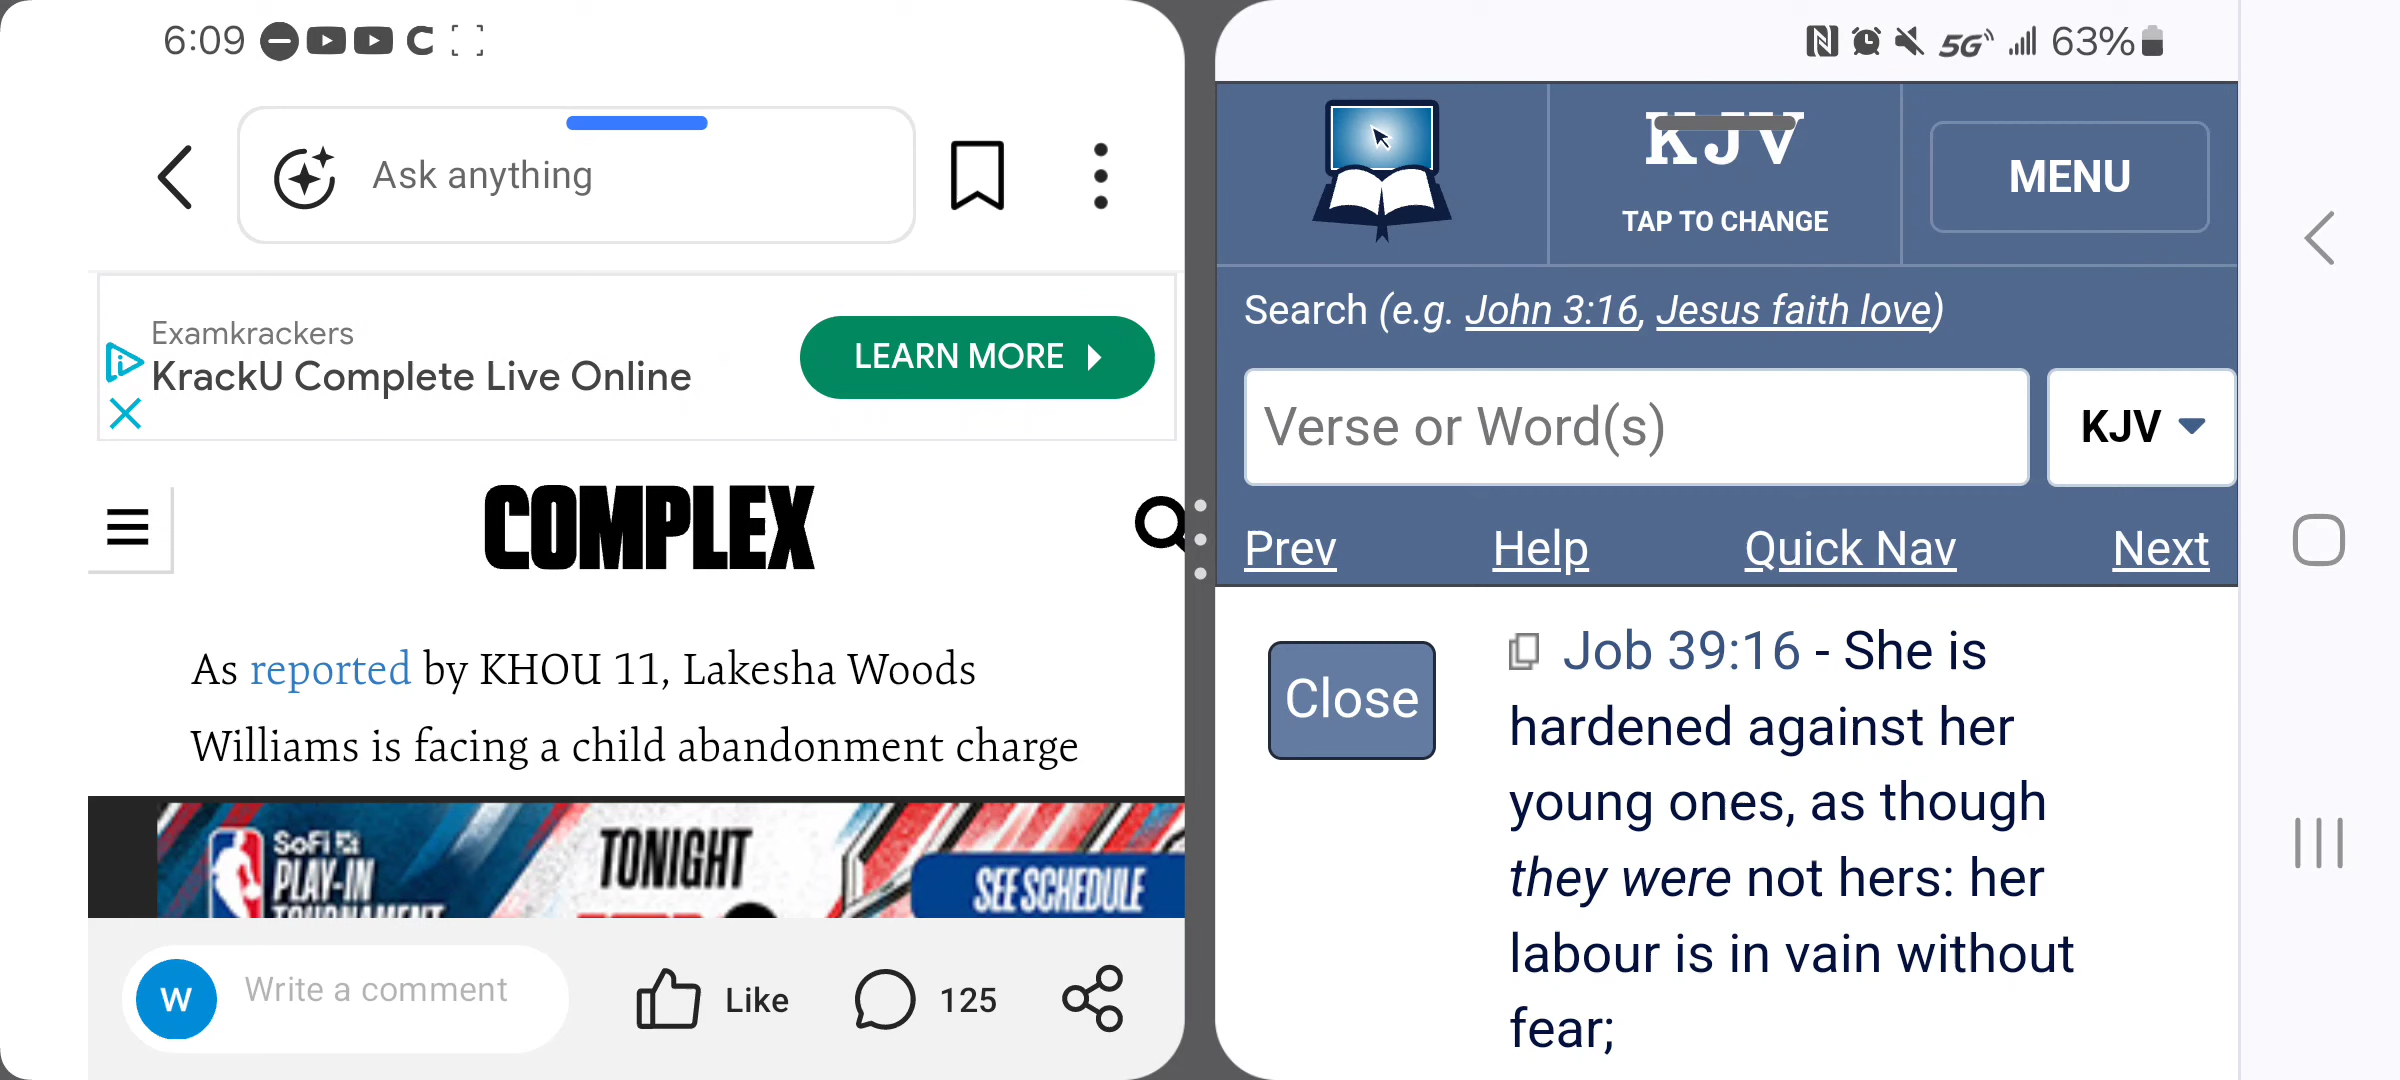 6:09
Ask anything
Examkrackers
KrackU Complete Live Online
LEARN MORE
COMPLEX
As reported by KHOU 11, Lakesha Woods
Williams is facing a child abandonment charge
SoFi
PLAY-IN
TOURNAMENT
TONIGHT
SEE SCHEDULE
W
Write a comment
Like
125
5G
63%
KJV
TAP TO CHANGE
MENU
Search (e.g. John 3:16, Jesus faith love)
Verse or Word(s)
KJV
Prev Help Quick Nav Next
Close
Job 39:16 - She is
hardened against her
young ones, as though
they were not hers: her
labour is in vain without
fear;